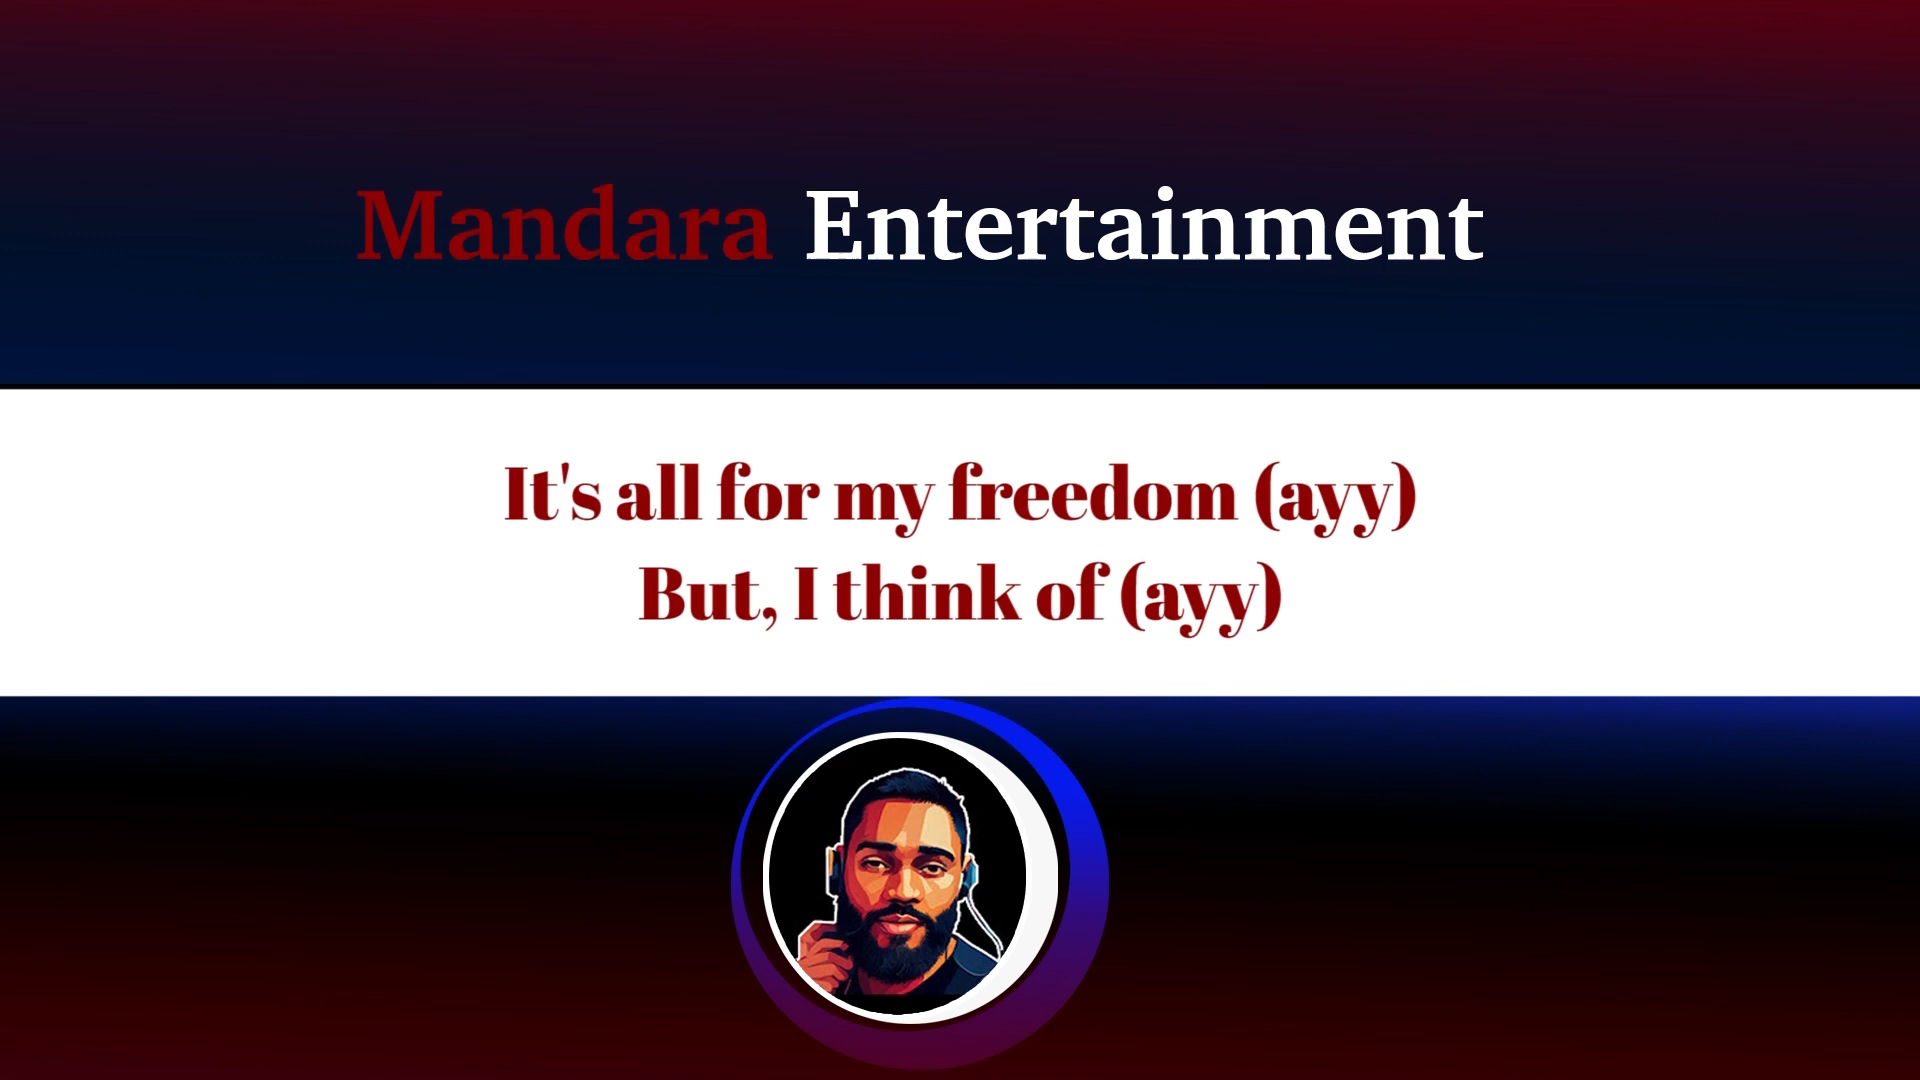 Mandara Entertainment
It's all for my freedom (ayy)
But, I think of (ayy)